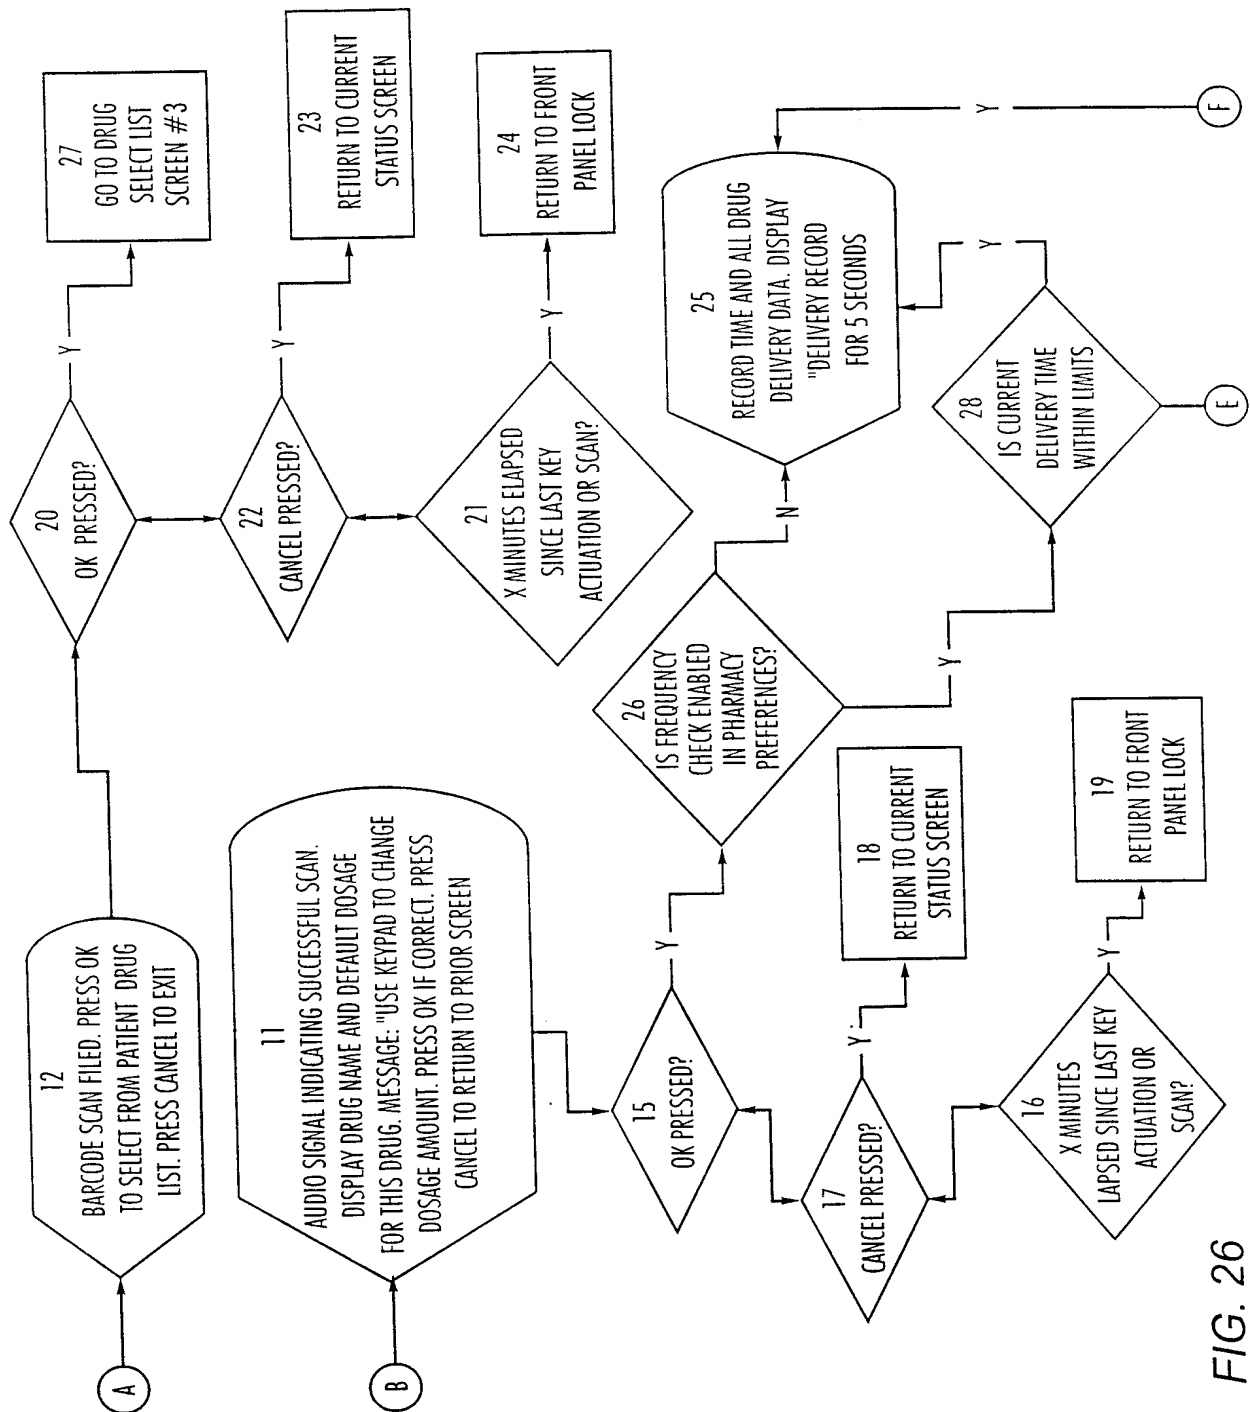 A
12
BARCODE SCAN FILED. PRESS OK
TO SELECT FROM PATIENT DRUG
LIST. PRESS CANCEL TO EXIT
20
OK PRESSED?
Y
27
GO TO DRUG
SELECT LIST
SCREEN #3
22
CANCEL PRESSED?
Y
23
RETURN TO CURRENT
STATUS SCREEN
21
X MINUTES ELAPSED
SINCE LAST KEY
ACTUATION OR SCAN?
Y
24
RETURN TO FRONT
PANEL LOCK
B
11
AUDIO SIGNAL INDICATING SUCCESSFUL SCAN.
DISPLAY DRUG NAME AND DEFAULT DOSAGE
FOR THIS DRUG. MESSAGE: "USE KEYPAD TO CHANGE
DOSAGE AMOUNT. PRESS OK IF CORRECT. PRESS
CANCEL TO RETURN TO PRIOR SCREEN
15
OK PRESSED?
Y
26
IS FREQUENCY
CHECK ENABLED
IN PHARMACY
PREFERENCES?
N
25
RECORD TIME AND ALL DRUG
DELIVERY DATA. DISPLAY
"DELIVERY RECORD
FOR 5 SECONDS
Y
28
IS CURRENT
DELIVERY TIME
WITHIN LIMITS
Y
Y
F
E
17
CANCEL PRESSED?
Y
18
RETURN TO CURRENT
STATUS SCREEN
16
X MINUTES
LAPSED SINCE LAST KEY
ACTUATION OR
SCAN?
Y
19
RETURN TO FRONT
PANEL LOCK
FIG. 26